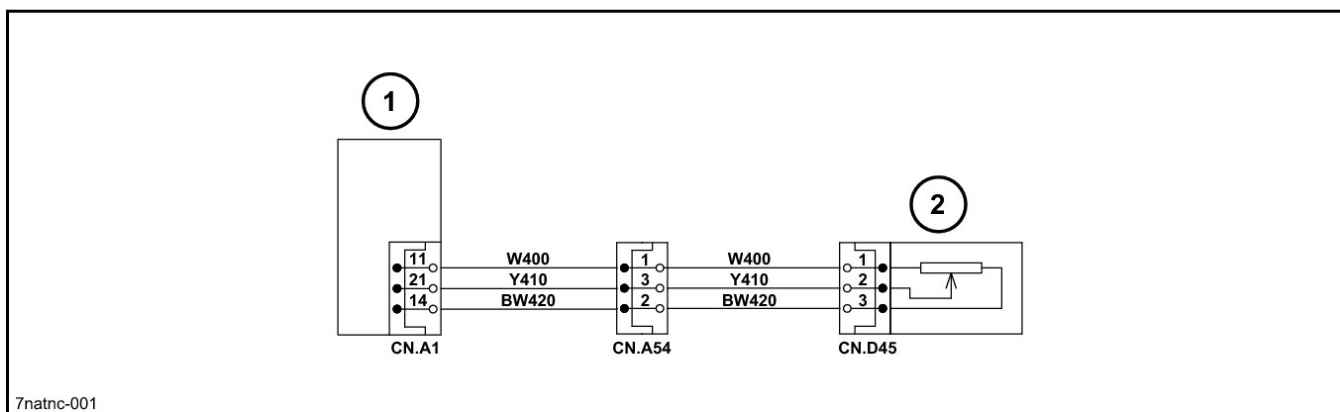 1
2
11 W400 1 W400 1
21 Y410 3 Y410 2
14 BW420 2 BW420 3
CN.A1 CN.A54 CN.D45
7natnc-001